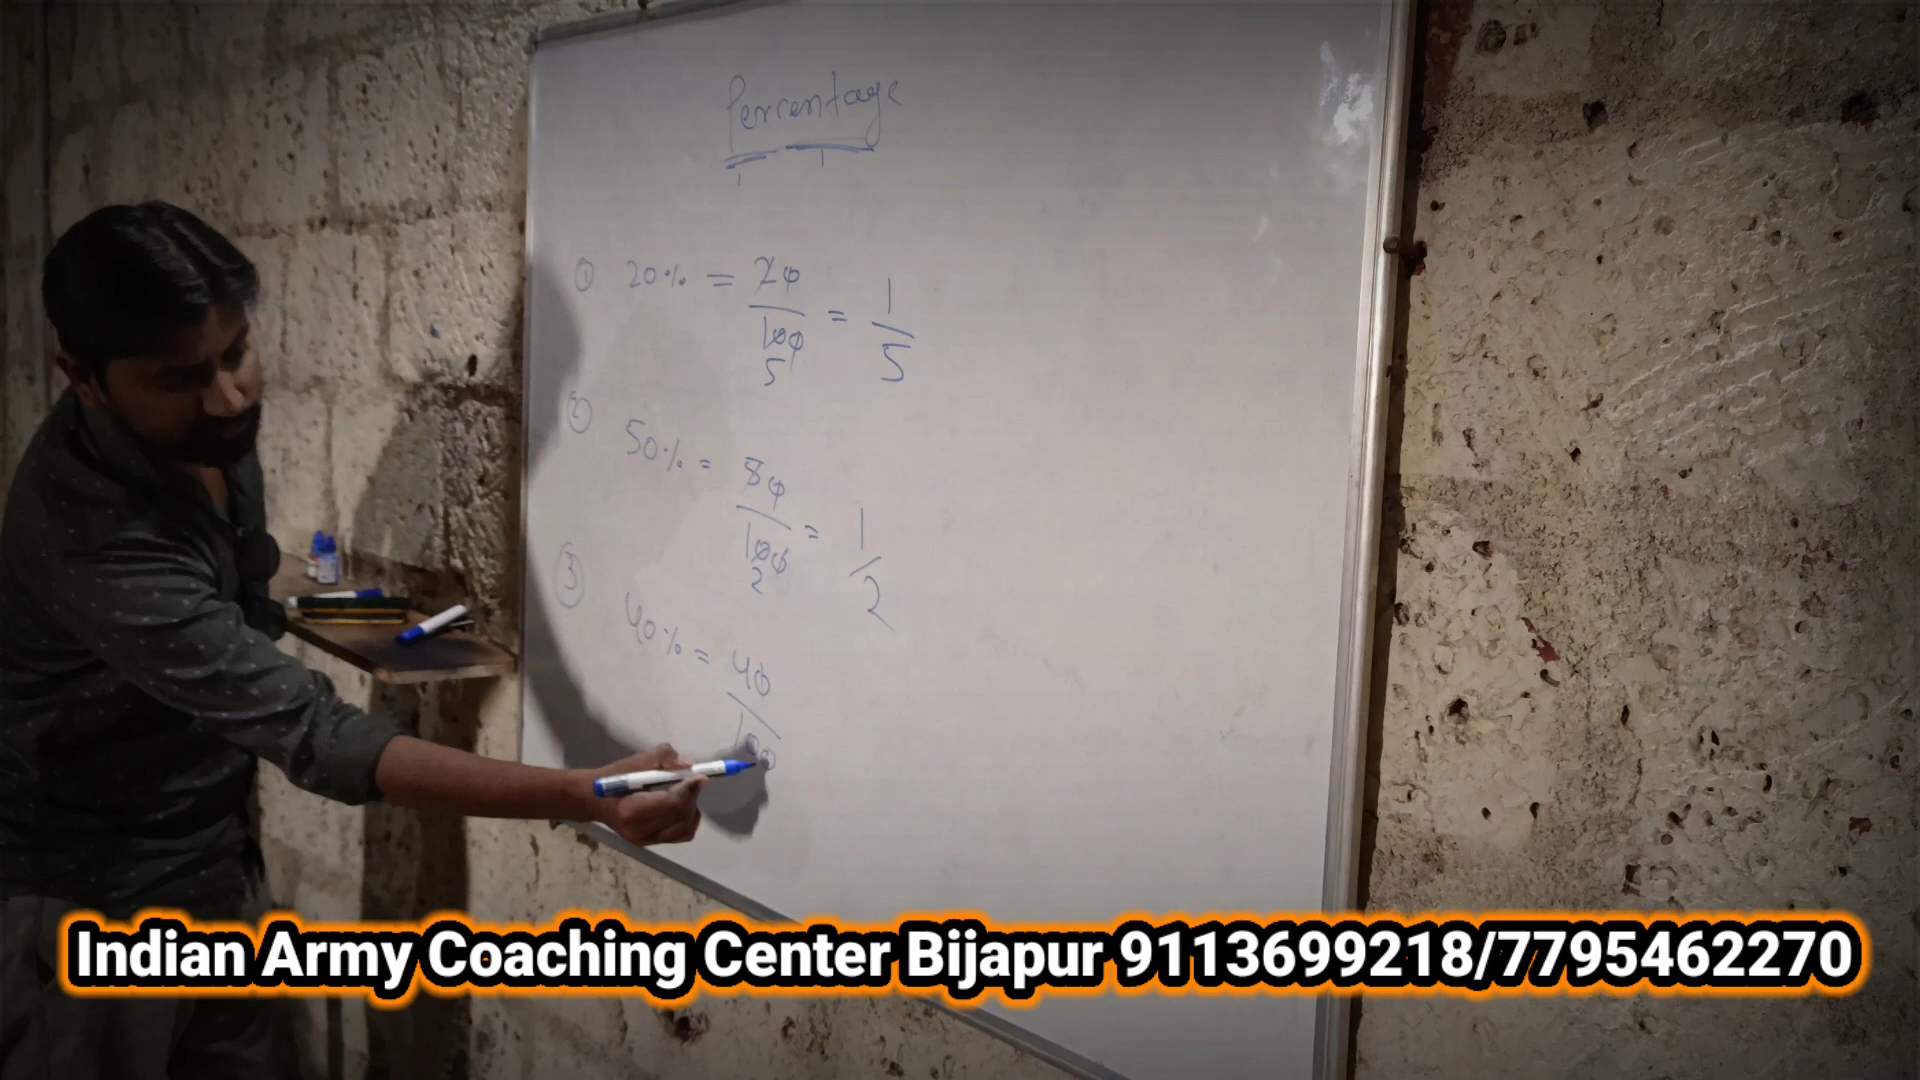 Percentage
① 20% = 20/100 = 1/5
5
② 50% = 50/100 = 1/2
2
③ 40% = 40/100
Indian Army Coaching Center Bijapur 9113699218/7795462270